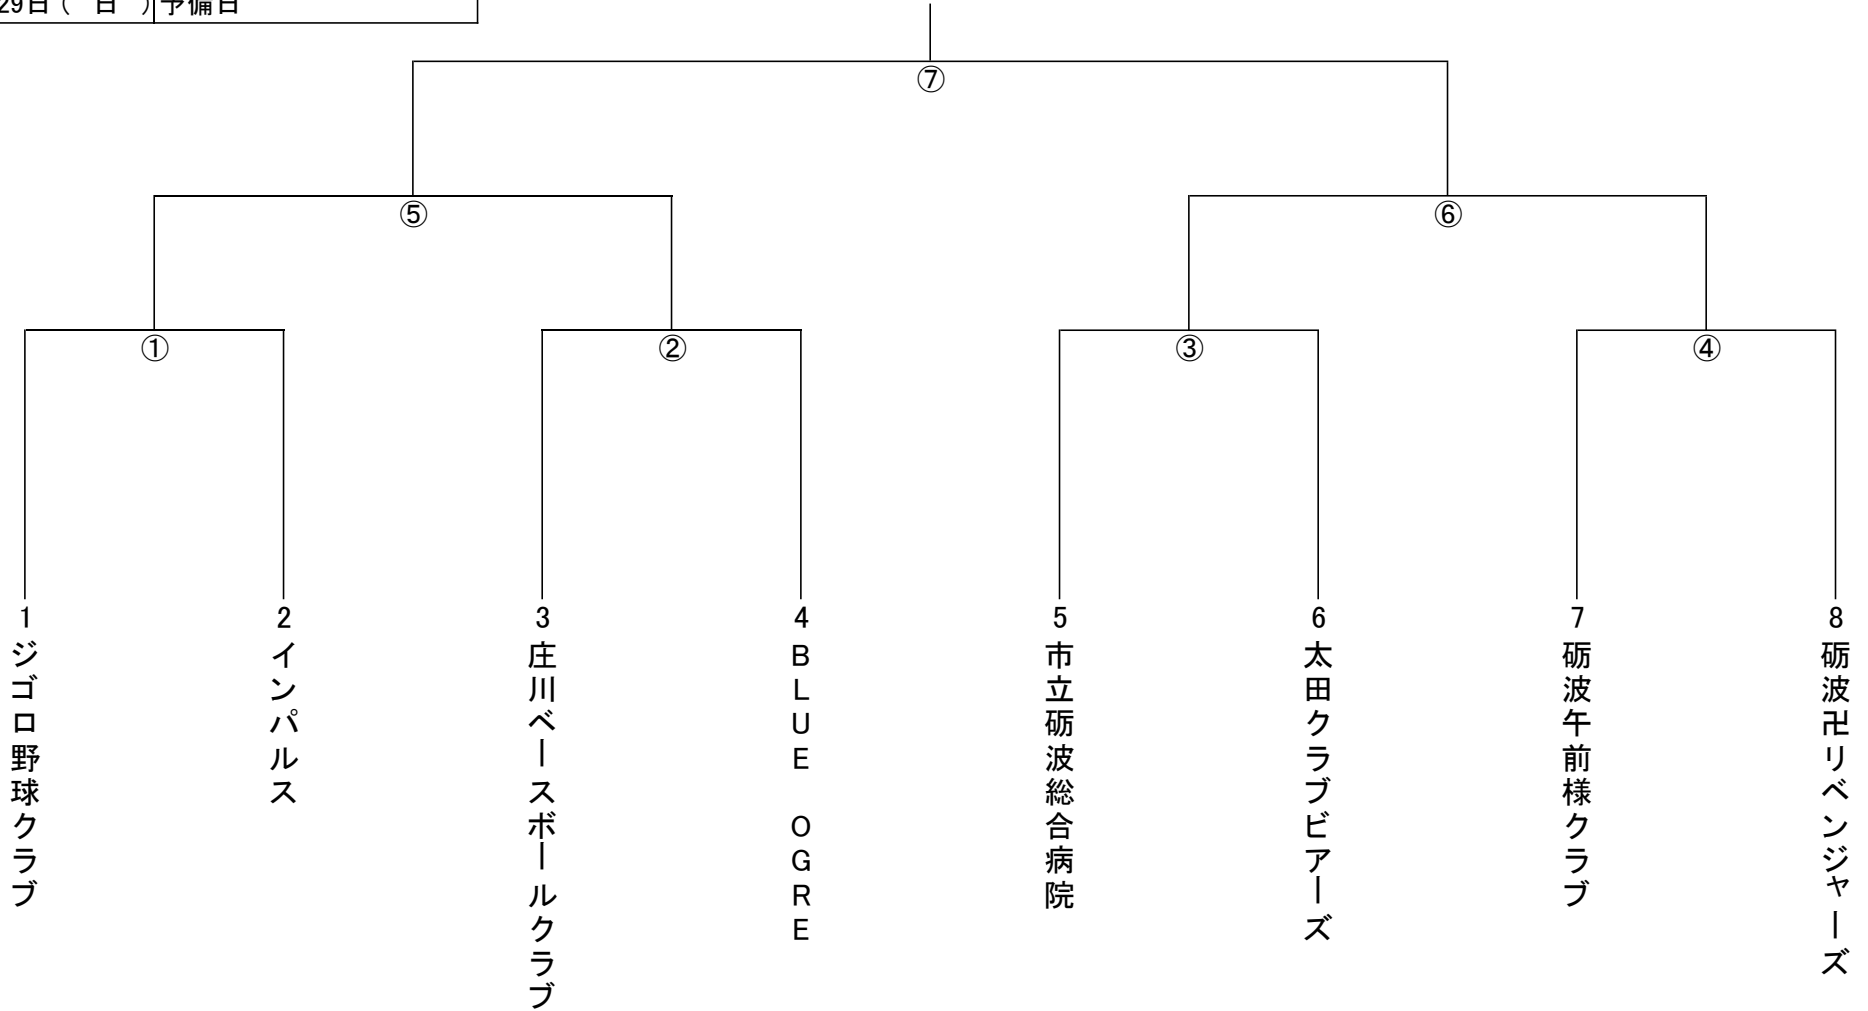 29日（ 日 ）予備日
⑦
⑤
⑥
①
②
③
④
1 ジゴロ野球クラブ
2 インパルス
3 庄川ベースボールクラブ
4 BLUE OGRE
5 市立砺波総合病院
6 太田クラブビアーズ
7 砺波午前様クラブ
8 砺波卍リベンジャーズ